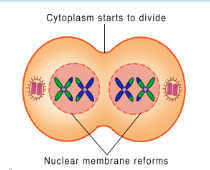 Cytoplasm starts to divide
Nuclear membrane reforms